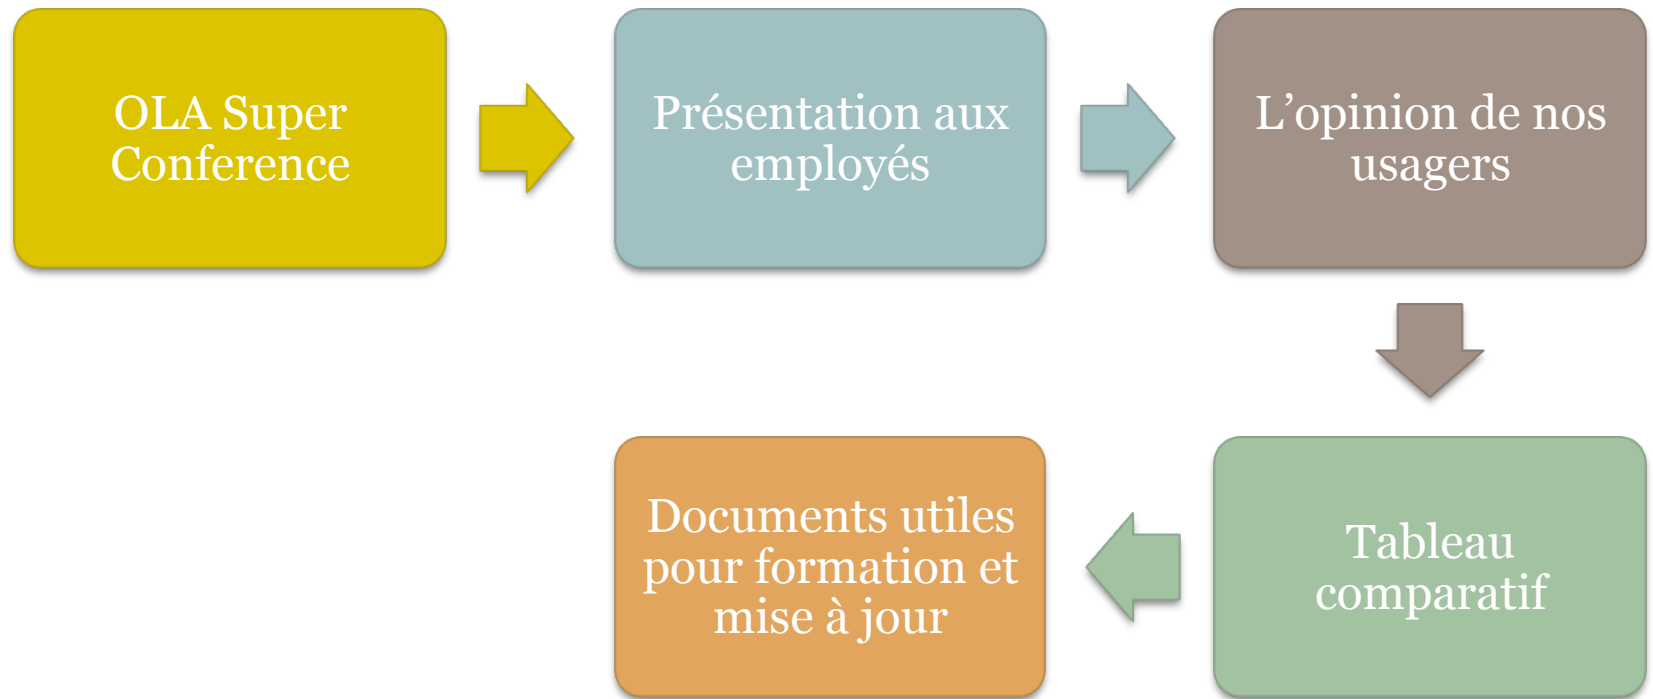 OLA Super
Conference
Présentation aux
employés
L’opinion de nos
usagers
Tableau
comparatif
Documents utiles
pour formation et
mise à jour